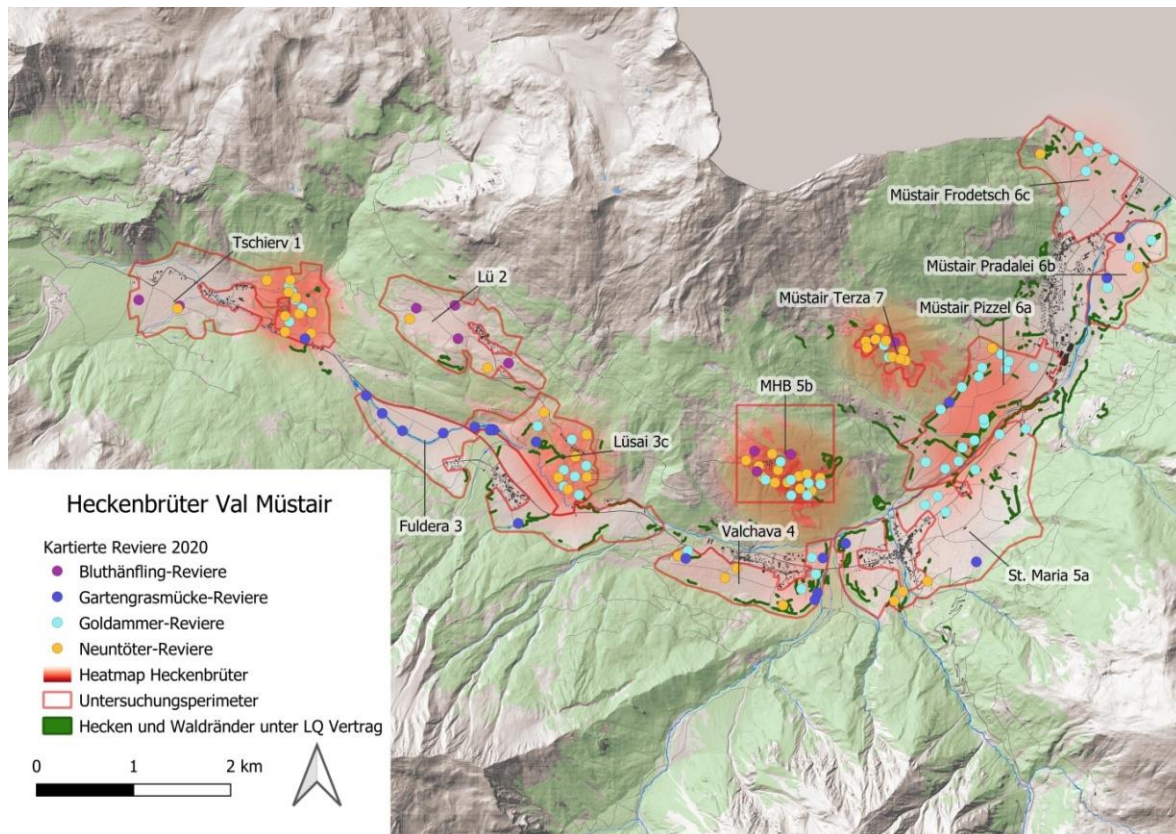 Müstair Frodetsch 6c
Tschierv 1
Lü 2
Müstair Pradalei 6b
Müstair Terza 7
Müstair Pizzel 6a
MHB 5b
Lüsai 3c
Fuldera 3
Valchava 4
St. Maria 5a
Heckenbrüter Val Müstair
Kartierte Reviere 2020
Bluthänfling-Reviere
Gartengrasmücke-Reviere
Goldammer-Reviere
Neuntöter-Reviere
Heatmap Heckenbrüter
Untersuchungsperimeter
Hecken und Waldränder unter LQ Vertrag
0 1 2 km